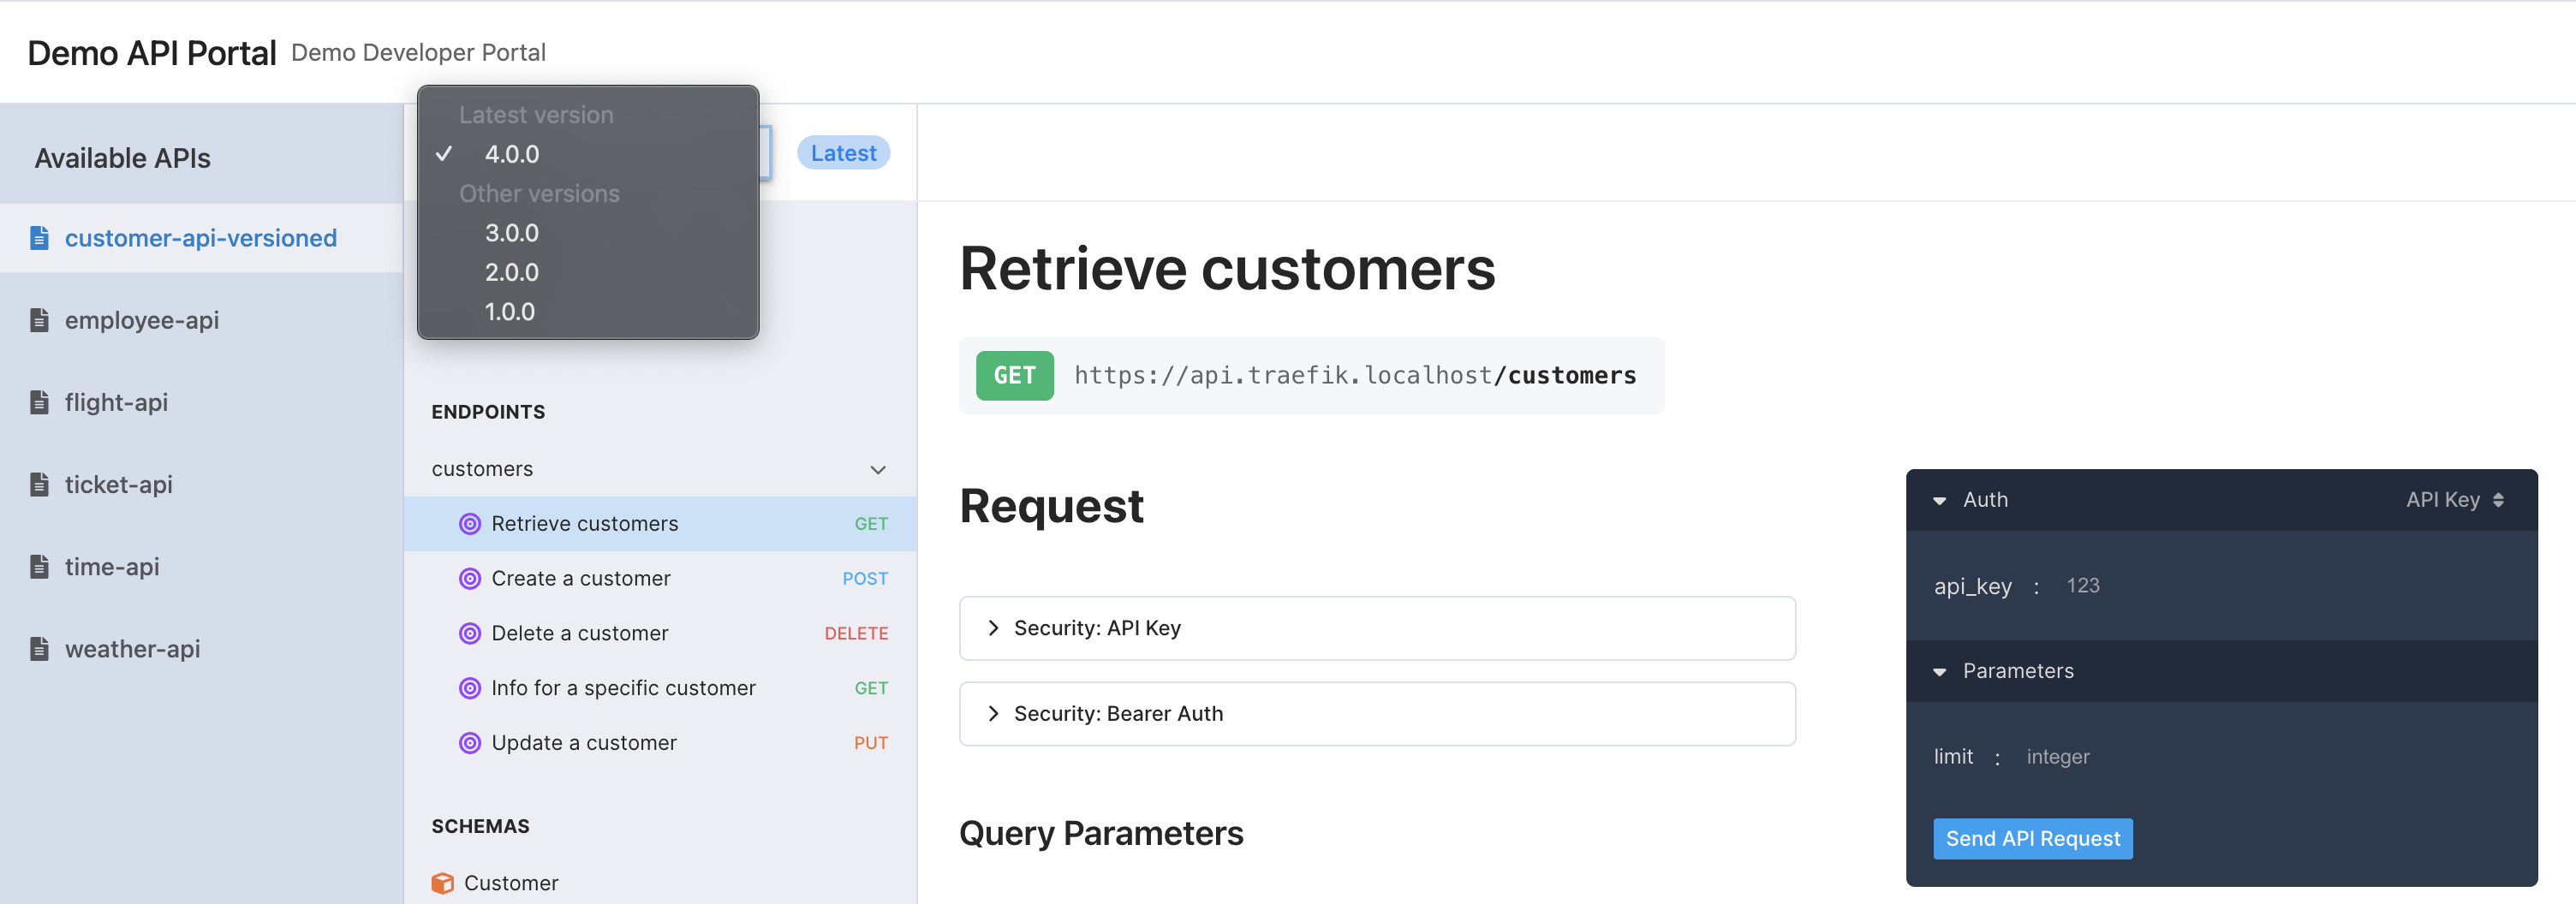 Demo API Portal Demo Developer Portal
Available APIs
customer-api-versioned
employee-api
flight-api
ticket-api
time-api
weather-api
Latest version
4.0.0
Other versions
3.0.0
2.0.0
1.0.0
Latest
ENDPOINTS
customers
Retrieve customers GET
Create a customer POST
Delete a customer DELETE
Info for a specific customer GET
Update a customer PUT
SCHEMAS
Customer
Retrieve customers
GET https://api.traefik.localhost/customers
Request
Security: API Key
Security: Bearer Auth
Query Parameters
Auth API Key
api_key : 123
Parameters
limit : integer
Send API Request